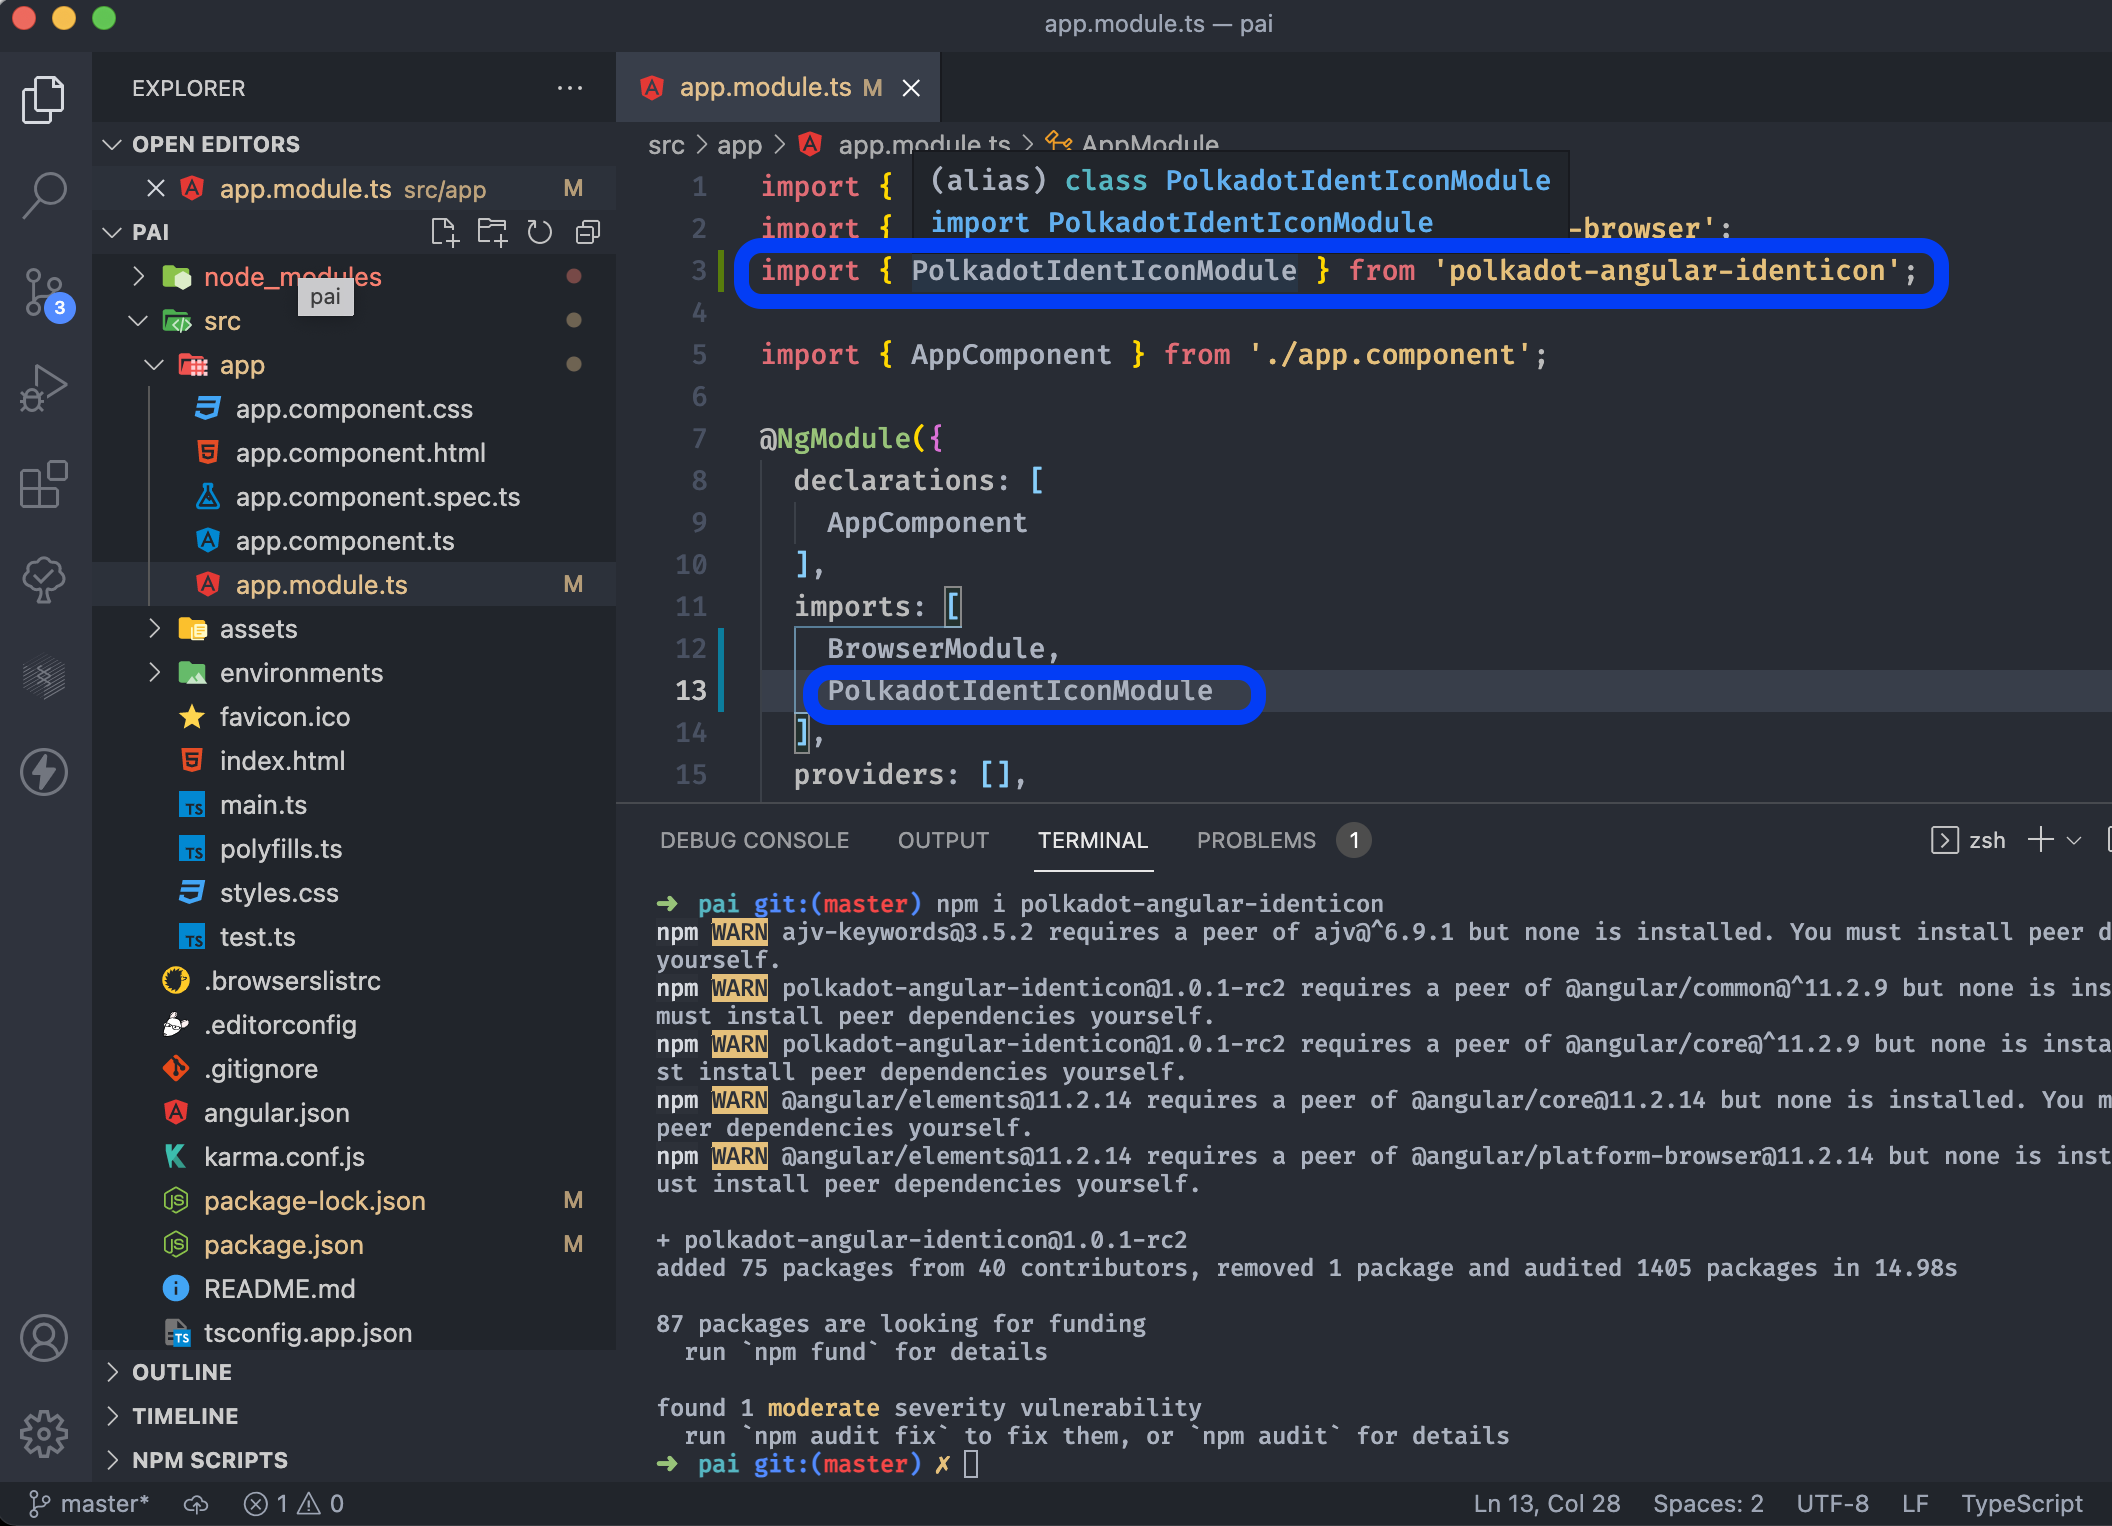 app.module.ts — pai
EXPLORER
OPEN EDITORS
app.module.ts src/app M
PAI
node_modules
pai
src
app
app.component.css
app.component.html
app.component.spec.ts
app.component.ts
app.module.ts M
assets
environments
favicon.ico
index.html
main.ts
polyfills.ts
styles.css
test.ts
.browserslistrc
.editorconfig
.gitignore
angular.json
karma.conf.js
package-lock.json M
package.json M
README.md
tsconfig.app.json
OUTLINE
TIMELINE
NPM SCRIPTS
3
app.module.ts M
src > app > app.module.ts > AppModule
(alias) class PolkadotIdentIconModule
import PolkadotIdentIconModule
1 import {
2 import { -browser';
3 import { PolkadotIdentIconModule } from 'polkadot-angular-identicon';
4
5 import { AppComponent } from './app.component';
6
7 @NgModule({
8 declarations: [
9 AppComponent
10 ],
11 imports: [
12 BrowserModule,
13 PolkadotIdentIconModule
14 ],
15 providers: [],
DEBUG CONSOLE OUTPUT TERMINAL PROBLEMS 1
zsh
➜ pai git:(master) npm i polkadot-angular-identicon
npm WARN ajv-keywords@3.5.2 requires a peer of ajv@^6.9.1 but none is installed. You must install peer d
yourself.
npm WARN polkadot-angular-identicon@1.0.1-rc2 requires a peer of @angular/common@^11.2.9 but none is ins
must install peer dependencies yourself.
npm WARN polkadot-angular-identicon@1.0.1-rc2 requires a peer of @angular/core@^11.2.9 but none is insta
st install peer dependencies yourself.
npm WARN @angular/elements@11.2.14 requires a peer of @angular/core@11.2.14 but none is installed. You m
peer dependencies yourself.
npm WARN @angular/elements@11.2.14 requires a peer of @angular/platform-browser@11.2.14 but none is inst
ust install peer dependencies yourself.
+ polkadot-angular-identicon@1.0.1-rc2
added 75 packages from 40 contributors, removed 1 package and audited 1405 packages in 14.98s
87 packages are looking for funding
run `npm fund` for details
found 1 moderate severity vulnerability
run `npm audit fix` to fix them, or `npm audit` for details
➜ pai git:(master) ✗
master* 1 0 Ln 13, Col 28 Spaces: 2 UTF-8 LF TypeScript